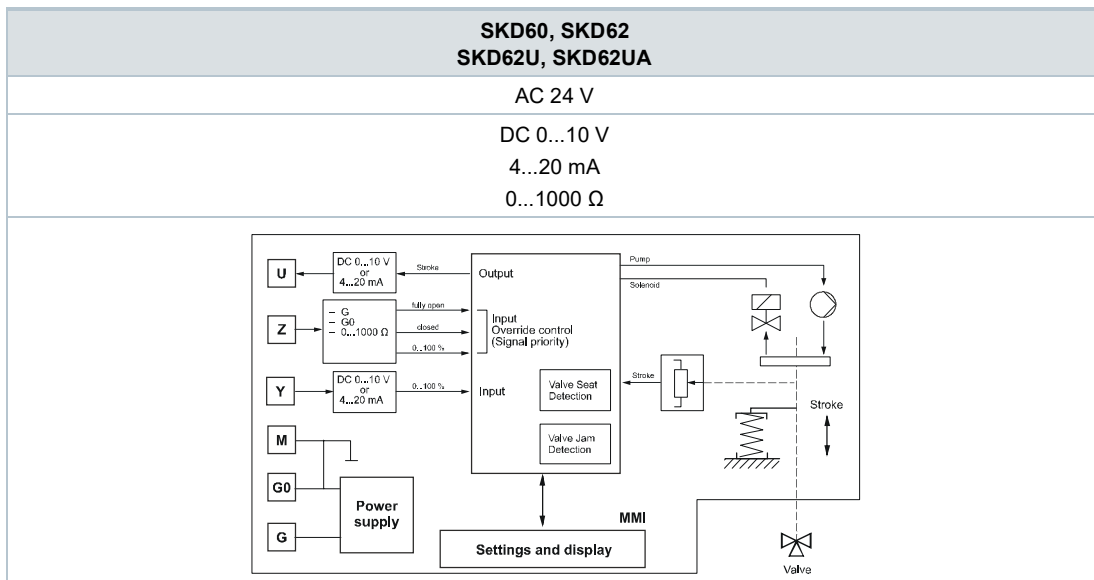 SKD60, SKD62
SKD62U, SKD62UA
AC 24 V
DC 0...10 V
4...20 mA
0...1000 Ω
U
DC 0...10 V
or
4...20 mA
Stroke
Output
Pump
Solenoid
Z
– G
– G0
– 0...1000 Ω
fully open
closed
0...100 %
Input
Override control
(Signal priority)
Y
DC 0...10 V
or
4...20 mA
0...100 %
Input
Valve Seat
Detection
Valve Jam
Detection
Stroke
Stroke
M
G0
G
Power
supply
MMI
Settings and display
Valve